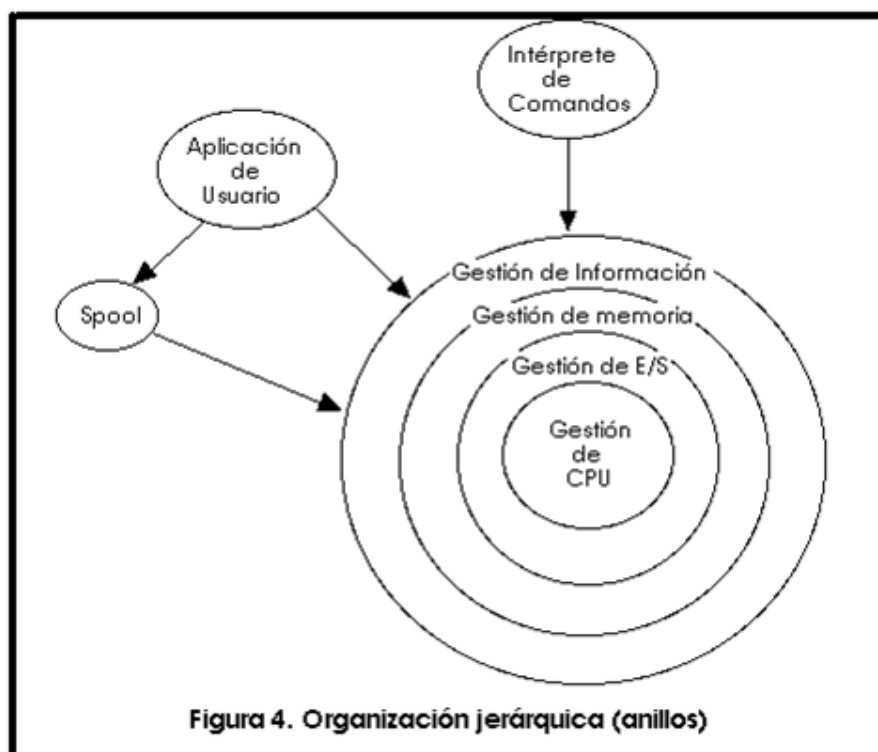 Intérprete
de
Comandos
Aplicación
de
Usuario
Spool
Gestión de Información
Gestión de memoria
Gestión de E/S
Gestión
de
CPU
Figura 4. Organización jerárquica (anillos)